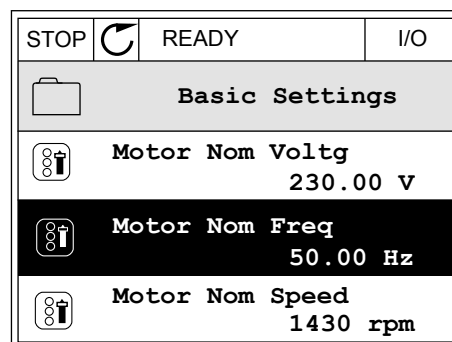 STOP READY I/O
Basic Settings
Motor Nom Voltg
230.00 V
Motor Nom Freq
50.00 Hz
Motor Nom Speed
1430 rpm